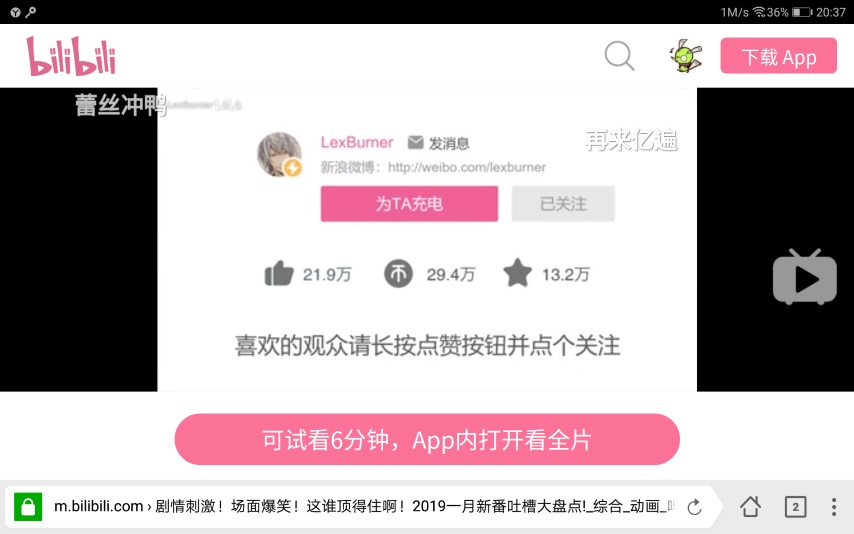 1M/s 36% 20:37
bilibili
下载 App
蕾丝冲鸭
LexBurner
LexBurner 发消息
再来亿遍
新浪微博：http://weibo.com/lexburner
为TA充电 已关注
21.9万 29.4万 13.2万
喜欢的观众请长按点赞按钮并点个关注
可试看6分钟，App内打开看全片
m.bilibili.com › 剧情刺激！场面爆笑！这谁顶得住啊！2019一月新番吐槽大盘点!_综合_动画_
2